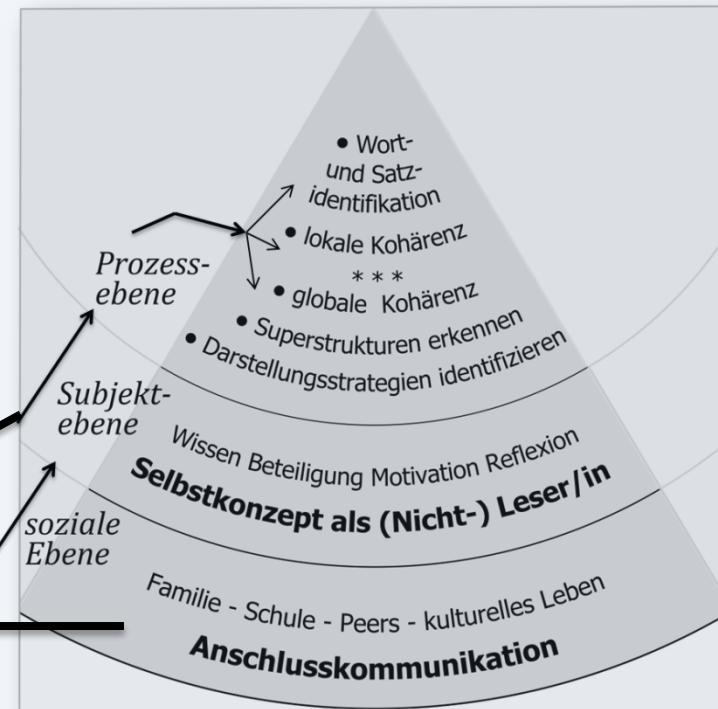 • Wort-
und Satz-
identifikation
• lokale Kohärenz
* * *
• globale Kohärenz
• Superstrukturen erkennen
• Darstellungsstrategien identifizieren
Prozess-
ebene
Wissen Beteiligung Motivation Reflexion
Selbstkonzept als (Nicht-) Leser/in
Subjekt-
ebene
Familie - Schule - Peers - kulturelles Leben
Anschlusskommunikation
soziale
Ebene